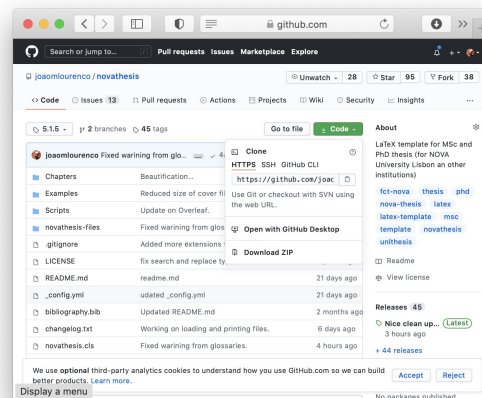 github.com
Search or jump to...
Pull requests Issues Marketplace Explore
joaomlourenco / novathesis
Unwatch 28
Star 95
Fork 38
Code
Issues 13
Pull requests
Actions
Projects
Wiki
Security
Insights
5.1.5
2 branches
45 tags
Go to file
Code
joaomlourenco Fixed warining from glo...
Chapters Beautification...
Examples Reduced size of cover fil
Scripts Update on Overleaf.
novathesis-files Fixed warining from glos
.gitignore Added more extensions
LICENSE fix search and replace ty
README.md readme.md 21 days ago
_config.yml udated _config.yml 21 days ago
bibliography.bib Updated README.md 2 months ago
changelog.txt Working on loading and printing files. 6 days ago
novathesis.cls Fixed warining from glossaries. 4 hours ago
Clone
HTTPS SSH GitHub CLI
https://github.com/joac
Use Git or checkout with SVN using
the web URL.
Open with GitHub Desktop
Download ZIP
About
LaTeX template for MSc and
PhD thesis (for NOVA
University Lisbon an other
institutions)
fct-nova thesis phd
nova-thesis latex
latex-template msc
template novathesis
unlthesis
Readme
View license
Releases 45
Nice clean up... Latest
3 hours ago
+ 44 releases
We use optional third-party analytics cookies to understand how you use GitHub.com so we can build
better products. Learn more.
Accept
Reject
Display a menu
No packages published